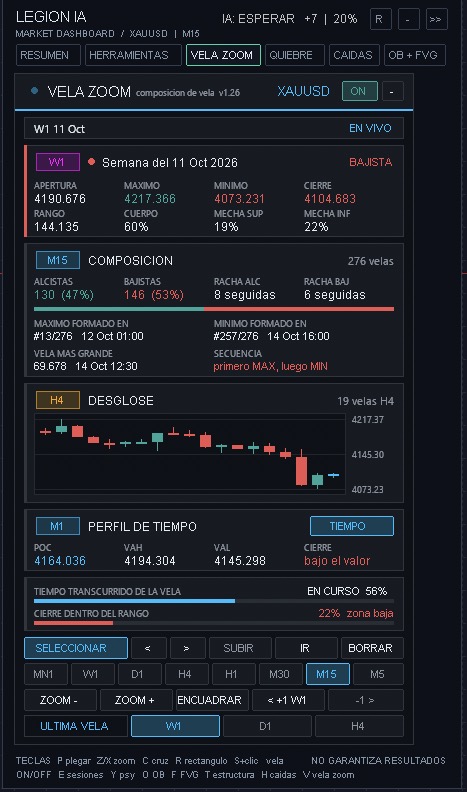 LEGION IA
IA: ESPERAR +7 | 20%
R - >>
MARKET DASHBOARD / XAUUSD | M15
RESUMEN HERRAMIENTAS VELA ZOOM QUIEBRE CAIDAS OB + FVG
VELA ZOOM composicion de vela v1.26 XAUUSD ON -
W1 11 Oct EN VIVO
W1 Semana del 11 Oct 2026 BAJISTA
APERTURA MAXIMO MINIMO CIERRE
4190.676 4217.366 4073.231 4104.683
RANGO CUERPO MECHA SUP MECHA INF
144.135 60% 19% 22%
M15 COMPOSICION 276 velas
ALCISTAS BAJISTAS RACHA ALC RACHA BAJ
130 (47%) 146 (53%) 8 seguidas 6 seguidas
MAXIMO FORMADO EN MINIMO FORMADO EN
#13/276 12 Oct 01:00 #257/276 14 Oct 16:00
VELA MAS GRANDE SECUENCIA
69.678 14 Oct 12:30 primero MAX, luego MIN
H4 DESGLOSE 19 velas H4
4217.37
4145.30
4073.23
M1 PERFIL DE TIEMPO TIEMPO
POC VAH VAL CIERRE
4164.036 4194.304 4145.298 bajo el valor
TIEMPO TRANSCURRIDO DE LA VELA EN CURSO 56%
CIERRE DENTRO DEL RANGO 22% zona baja
SELECCIONAR < > SUBIR IR BORRAR
MN1 W1 D1 H4 H1 M30 M15 M5
ZOOM - ZOOM + ENCUADRAR < +1 W1 -1 >
ULTIMA VELA W1 D1 H4
TECLAS P plegar Z/X zoom C cruz R rectangulo S+clic vela NO GARANTIZA RESULTADOS
ON/OFF E sesiones Y psy O OB F FVG T estructura H caidas V vela zoom